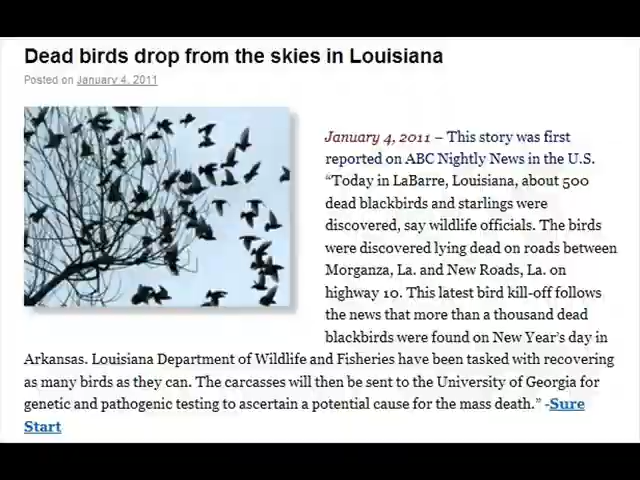 Dead birds drop from the skies in Louisiana
Posted on January 4, 2011
January 4, 2011 – This story was first
reported on ABC Nightly News in the U.S.
“Today in LaBarre, Louisiana, about 500
dead blackbirds and starlings were
discovered, say wildlife officials. The birds
were discovered lying dead on roads between
Morganza, La. and New Roads, La. on
highway 10. This latest bird kill-off follows
the news that more than a thousand dead
blackbirds were found on New Year’s day in
Arkansas. Louisiana Department of Wildlife and Fisheries have been tasked with recovering
as many birds as they can. The carcasses will then be sent to the University of Georgia for
genetic and pathogenic testing to ascertain a potential cause for the mass death.” -Sure
Start